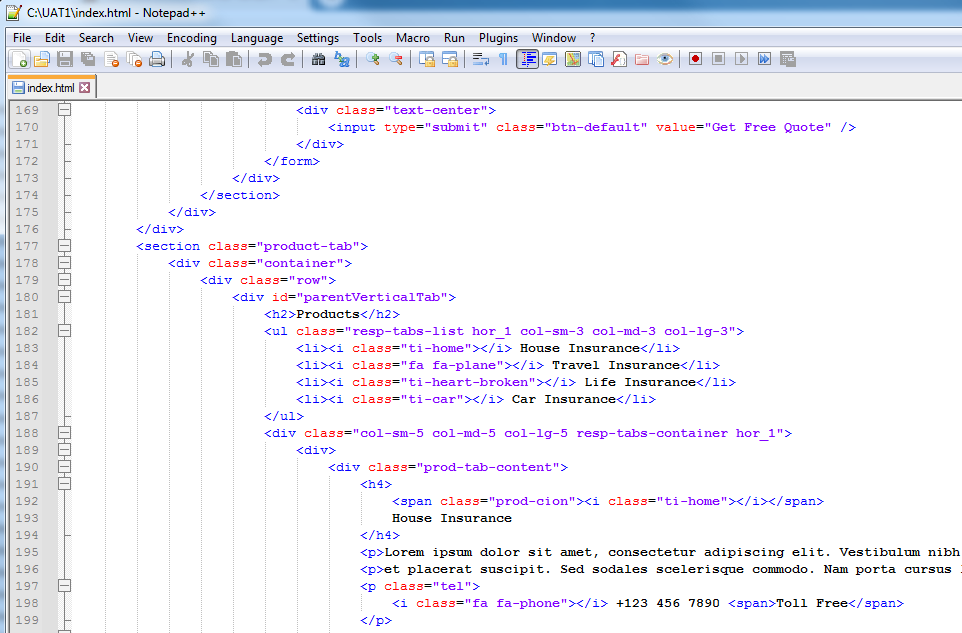 C:\UAT1\index.html - Notepad++
File Edit Search View Encoding Language Settings Tools Macro Run Plugins Window ?
index.html
169 <div class="text-center">
170 <input type="submit" class="btn-default" value="Get Free Quote" />
171 </div>
172 </form>
173 </div>
174 </section>
175 </div>
176 </div>
177 <section class="product-tab">
178 <div class="container">
179 <div class="row">
180 <div id="parentVerticalTab">
181 <h2>Products</h2>
182 <ul class="resp-tabs-list hor_1 col-sm-3 col-md-3 col-lg-3">
183 <li><i class="ti-home"></i> House Insurance</li>
184 <li><i class="fa fa-plane"></i> Travel Insurance</li>
185 <li><i class="ti-heart-broken"></i> Life Insurance</li>
186 <li><i class="ti-car"></i> Car Insurance</li>
187 </ul>
188 <div class="col-sm-5 col-md-5 col-lg-5 resp-tabs-container hor_1">
189 <div>
190 <div class="prod-tab-content">
191 <h4>
192 <span class="prod-cion"><i class="ti-home"></i></span>
193 House Insurance
194 </h4>
195 <p>Lorem ipsum dolor sit amet, consectetur adipiscing elit. Vestibulum nibh
196 <p>et placerat suscipit. Sed sodales scelerisque commodo. Nam porta cursus
197 <p class="tel">
198 <i class="fa fa-phone"></i> +123 456 7890 <span>Toll Free</span>
199 </p>